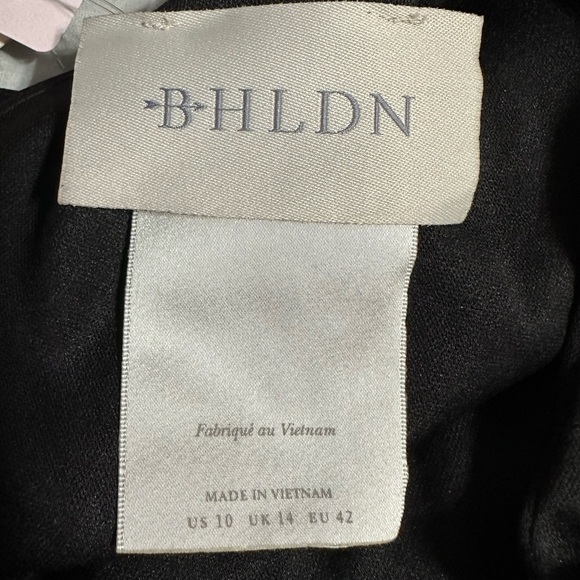 BHLDN
Fabriqué au Vietnam
MADE IN VIETNAM
US 10 UK 14 EU 42